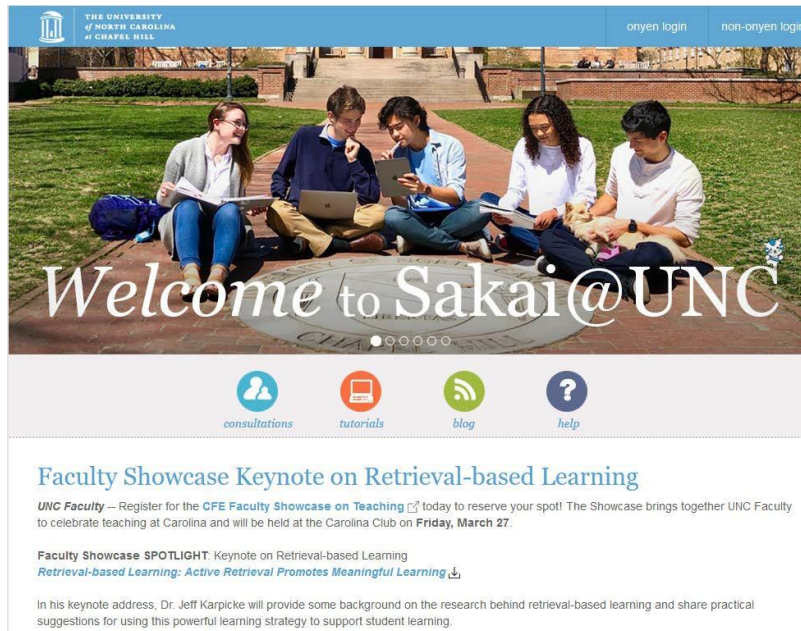 THE UNIVERSITY
of NORTH CAROLINA
at CHAPEL HILL
onyen login
non-onyen login
Welcome to Sakai@UNC
consultations
tutorials
blog
help
Faculty Showcase Keynote on Retrieval-based Learning
UNC Faculty -- Register for the CFE Faculty Showcase on Teaching today to reserve your spot! The Showcase brings together UNC Faculty
to celebrate teaching at Carolina and will be held at the Carolina Club on Friday, March 27.
Faculty Showcase SPOTLIGHT: Keynote on Retrieval-based Learning
Retrieval-based Learning: Active Retrieval Promotes Meaningful Learning
In his keynote address, Dr. Jeff Karpicke will provide some background on the research behind retrieval-based learning and share practical
suggestions for using this powerful learning strategy to support student learning.